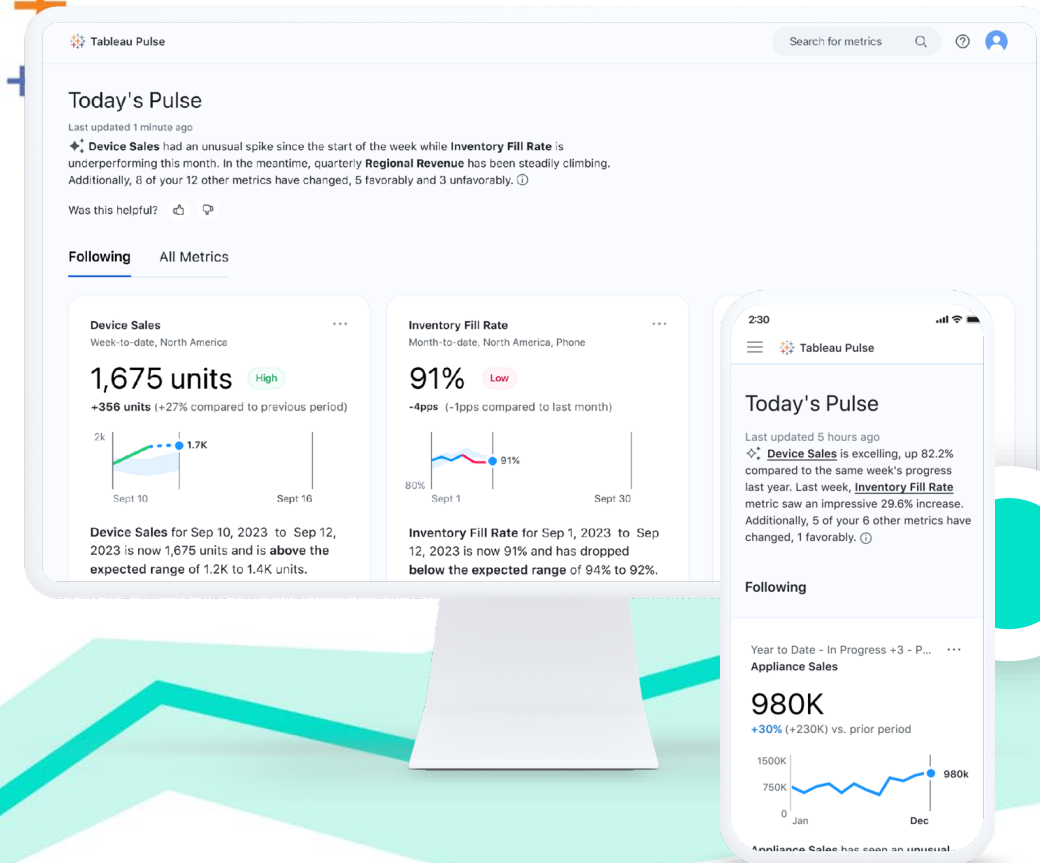 Tableau Pulse
Search for metrics
Today's Pulse
Last updated 1 minute ago
Device Sales had an unusual spike since the start of the week while Inventory Fill Rate is
underperforming this month. In the meantime, quarterly Regional Revenue has been steadily climbing.
Additionally, 8 of your 12 other metrics have changed, 5 favorably and 3 unfavorably.
Was this helpful?
Following
All Metrics
Device Sales
Week-to-date, North America
1,675 units High
+356 units (+27% compared to previous period)
2k
1.7K
Sept 10
Sept 16
Device Sales for Sep 10, 2023 to Sep 12,
2023 is now 1,675 units and is above the
expected range of 1.2K to 1.4K units.
Inventory Fill Rate
Month-to-date, North America, Phone
91% Low
-4pps (-1pps compared to last month)
91%
80%
Sept 1
Sept 30
Inventory Fill Rate for Sep 1, 2023 to Sep
12, 2023 is now 91% and has dropped
below the expected range of 94% to 92%.
2:30
Tableau Pulse
Today's Pulse
Last updated 5 hours ago
Device Sales is excelling, up 82.2%
compared to the same week's progress
last year. Last week, Inventory Fill Rate
metric saw an impressive 29.6% increase.
Additionally, 5 of your 6 other metrics have
changed, 1 favorably.
Following
Year to Date - In Progress +3 - P...
Appliance Sales
980K
+30% (+230K) vs. prior period
1500K
980k
750K
0
Jan
Dec
Appliance Sales has seen an unusual